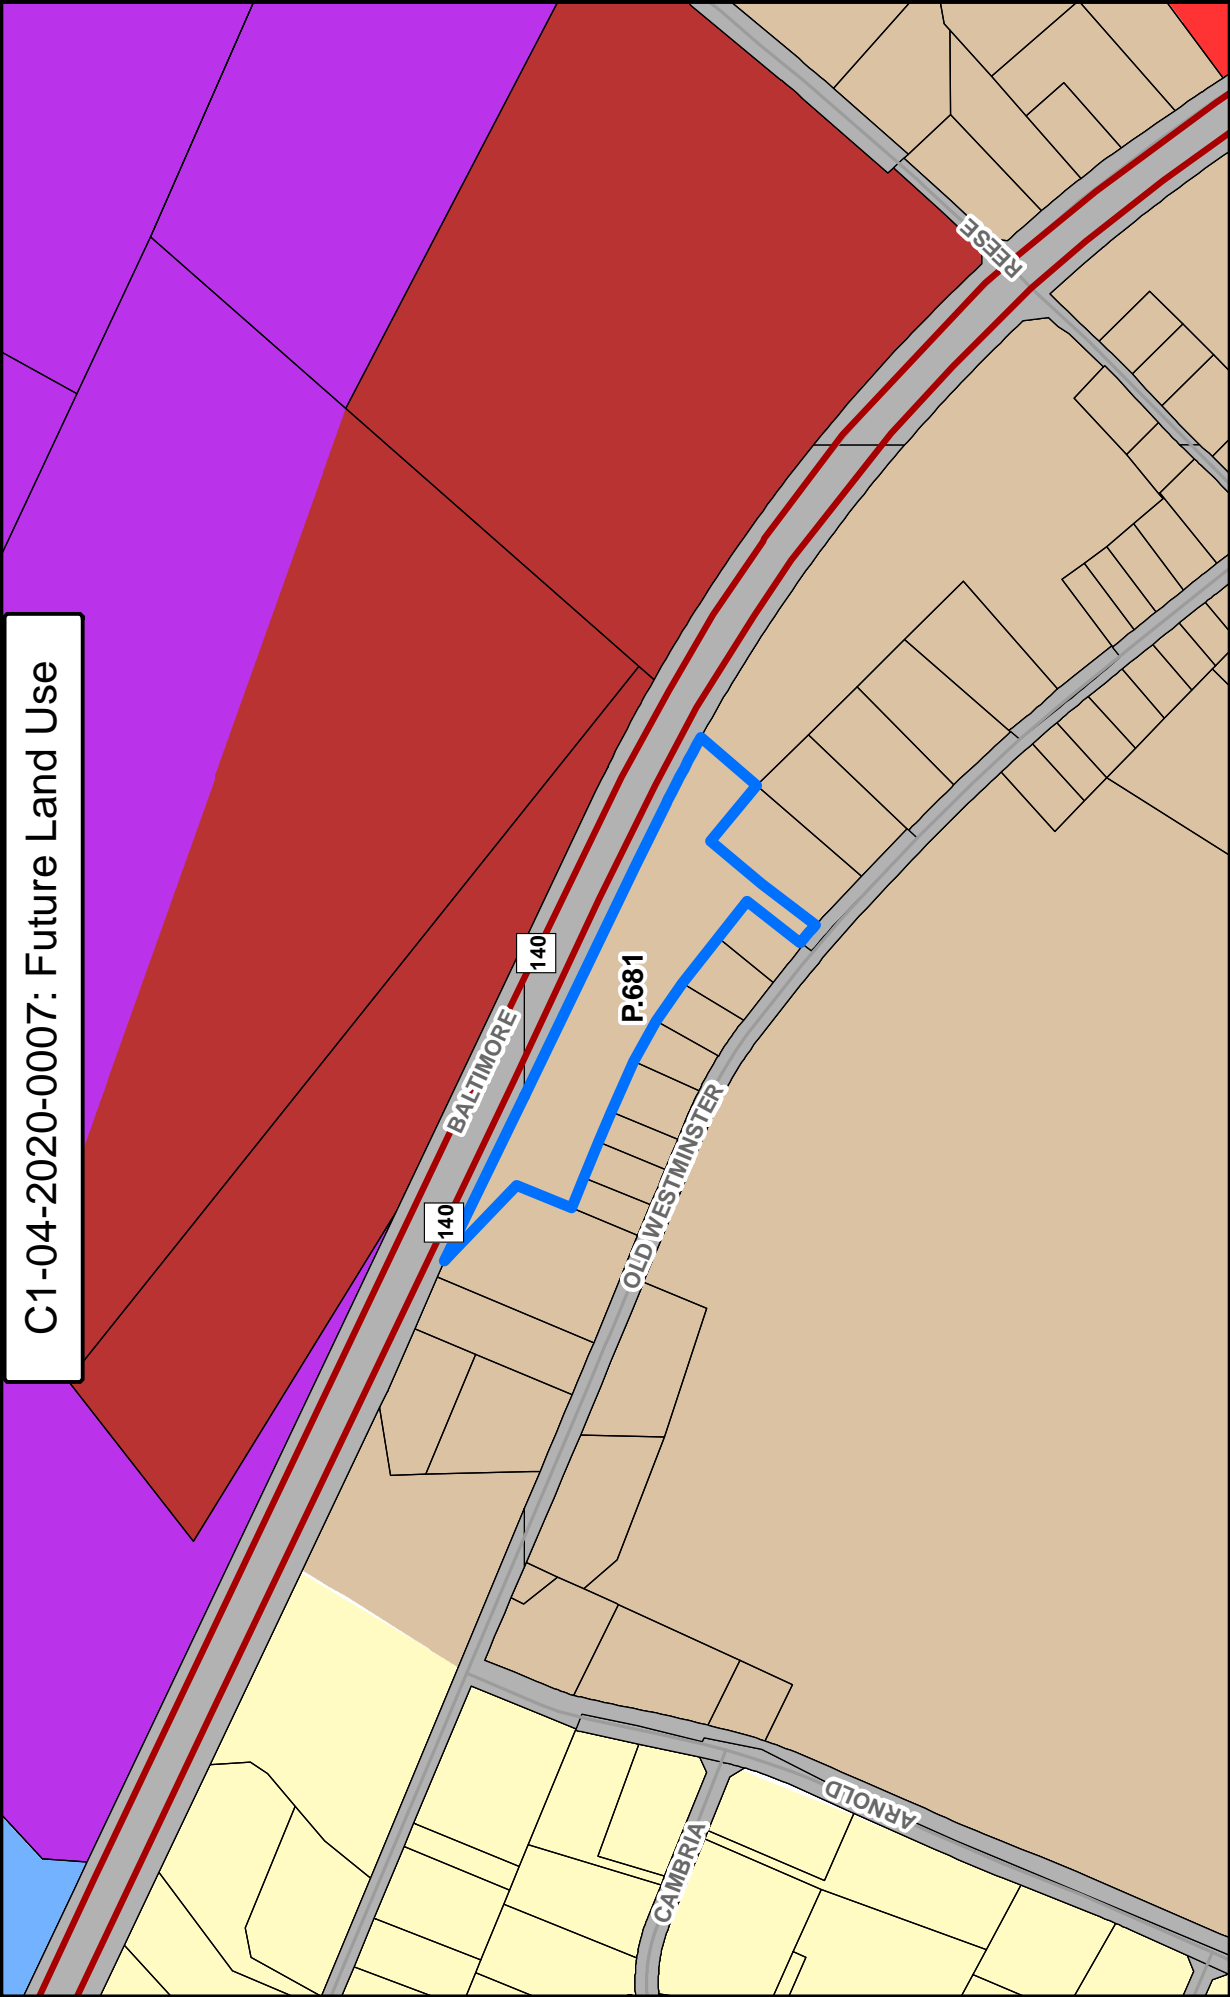 C1-04-2020-0007: Future Land Use
REESE
140
BALTIMORE
P.681
140
OLD WESTMINSTER
ARNOLD
CAMBRIA